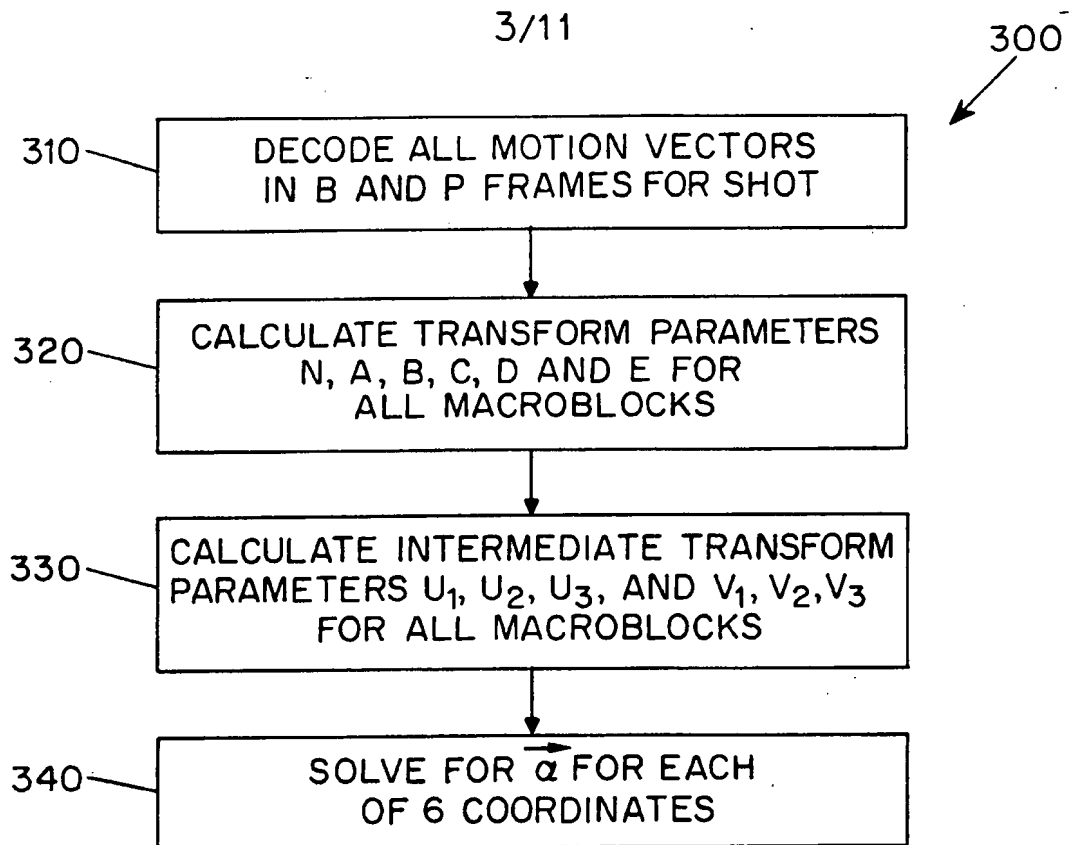 3/11
300
310
DECODE ALL MOTION VECTORS
IN B AND P FRAMES FOR SHOT
320
CALCULATE TRANSFORM PARAMETERS
N, A, B, C, D AND E FOR
ALL MACROBLOCKS
330
CALCULATE INTERMEDIATE TRANSFORM
PARAMETERS U₁, U₂, U₃, AND V₁, V₂, V₃
FOR ALL MACROBLOCKS
340
SOLVE FOR α⃗ FOR EACH
OF 6 COORDINATES